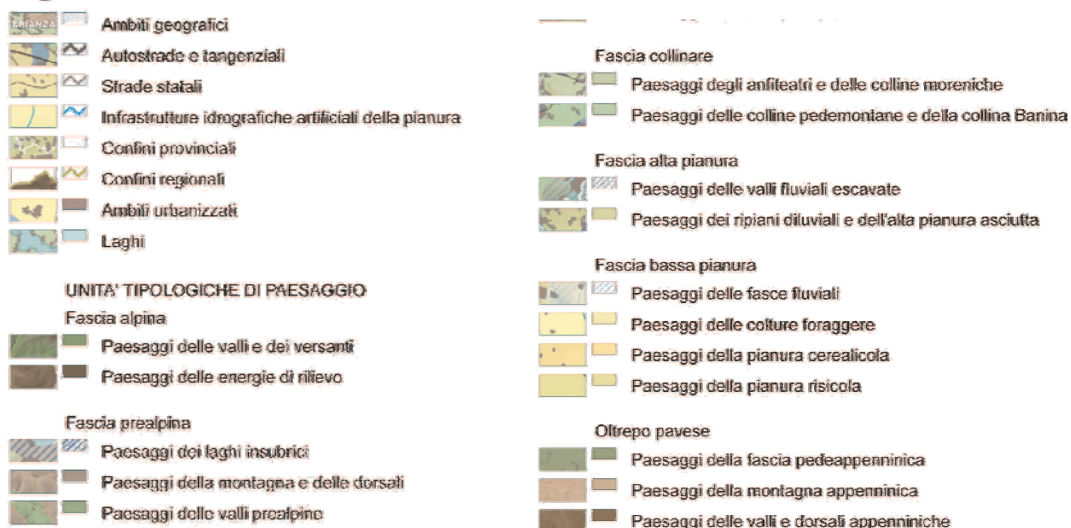 BRIANZA
Ambiti geografici
Autostrade e tangenziali
Strade statali
Infrastrutture idrografiche artificiali della pianura
Confini provinciali
Confini regionali
Ambiti urbanizzati
Laghi
UNITA' TIPOLOGICHE DI PAESAGGIO
Fascia alpina
Paesaggi delle valli e dei versanti
Paesaggi delle energie di rilievo
Fascia prealpina
Paesaggi dei laghi insubrici
Paesaggi della montagna e delle dorsali
Paesaggi delle valli prealpine
Fascia collinare
Paesaggi degli anfiteatri e delle colline moreniche
Paesaggi delle colline pedemontane e della collina Banina
Fascia alta pianura
Paesaggi delle valli fluviali escavate
Paesaggi dei ripiani diluviali e dell'alta pianura asciutta
Fascia bassa pianura
Paesaggi delle fasce fluviali
Paesaggi delle colture foraggere
Paesaggi della pianura cerealicola
Paesaggi della pianura risicola
Oltrepo pavese
Paesaggi della fascia pedeappenninica
Paesaggi della montagna appenninica
Paesaggi delle valli e dorsali appenniniche